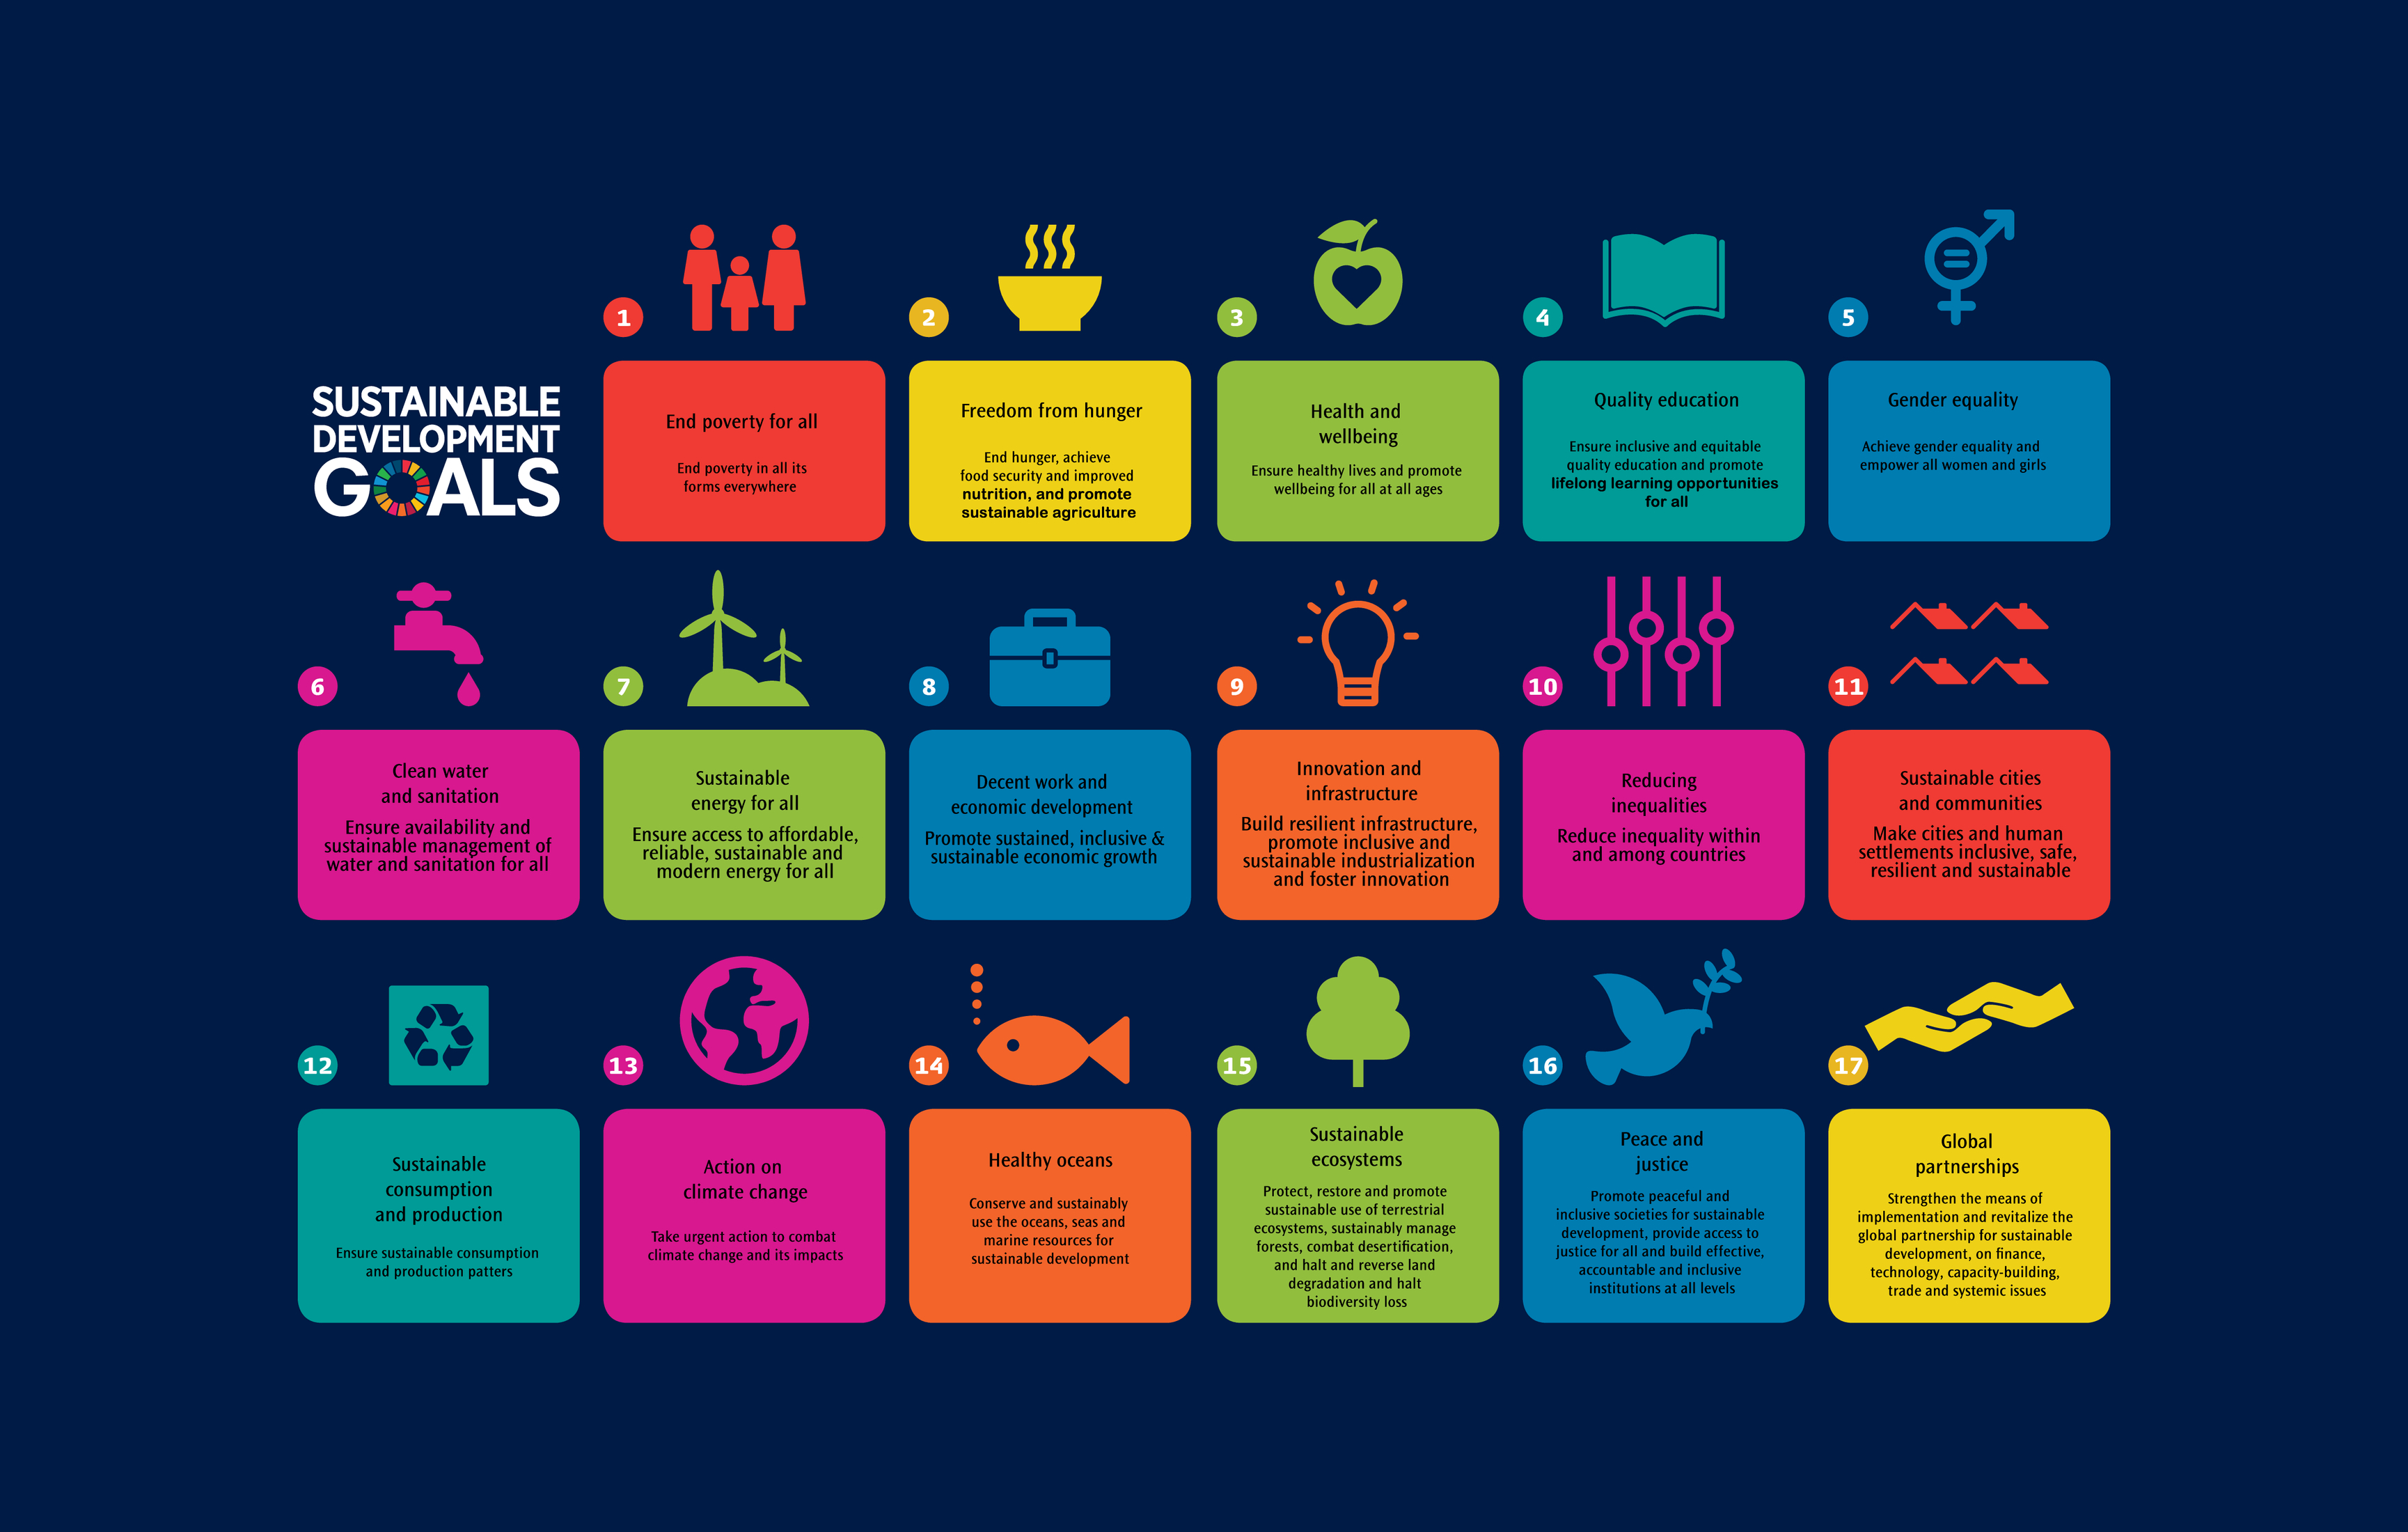 SUSTAINABLE
DEVELOPMENT
GOALS
1
End poverty for all
End poverty in all its
forms everywhere
2
Freedom from hunger
End hunger, achieve
food security and improved
nutrition, and promote
sustainable agriculture
3
Health and
wellbeing
Ensure healthy lives and promote
wellbeing for all at all ages
4
Quality education
Ensure inclusive and equitable
quality education and promote
lifelong learning opportunities
for all
5
Gender equality
Achieve gender equality and
empower all women and girls
6
Clean water
and sanitation
Ensure availability and
sustainable management of
water and sanitation for all
7
Sustainable
energy for all
Ensure access to affordable,
reliable, sustainable and
modern energy for all
8
Decent work and
economic development
Promote sustained, inclusive &
sustainable economic growth
9
Innovation and
infrastructure
Build resilient infrastructure,
promote inclusive and
sustainable industrialization
and foster innovation
10
Reducing
inequalities
Reduce inequality within
and among countries
11
Sustainable cities
and communities
Make cities and human
settlements inclusive, safe,
resilient and sustainable
12
Sustainable
consumption
and production
Ensure sustainable consumption
and production patters
13
Action on
climate change
Take urgent action to combat
climate change and its impacts
14
Healthy oceans
Conserve and sustainably
use the oceans, seas and
marine resources for
sustainable development
15
Sustainable
ecosystems
Protect, restore and promote
sustainable use of terrestrial
ecosystems, sustainably manage
forests, combat desertification,
and halt and reverse land
degradation and halt
biodiversity loss
16
Peace and
justice
Promote peaceful and
inclusive societies for sustainable
development, provide access to
justice for all and build effective,
accountable and inclusive
institutions at all levels
17
Global
partnerships
Strengthen the means of
implementation and revitalize the
global partnership for sustainable
development, on finance,
technology, capacity-building,
trade and systemic issues